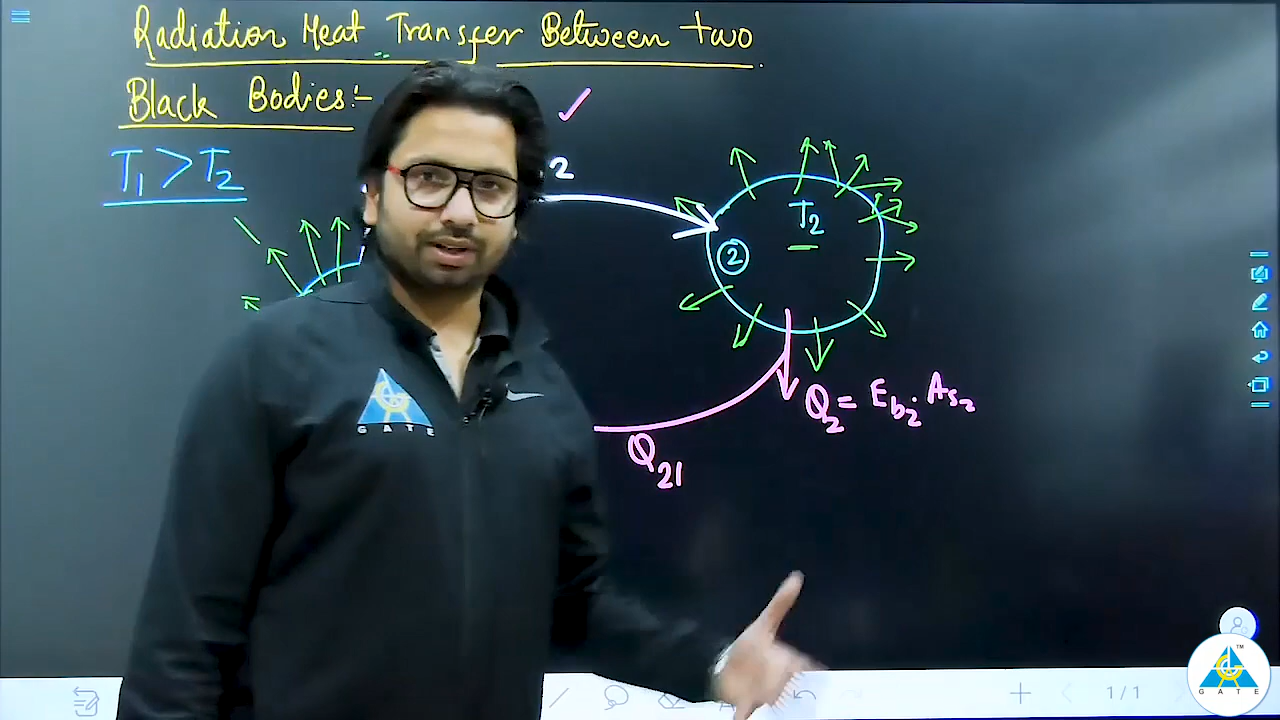 Radiation Heat Transfer Between two
Black Bodies:-
T1 > T2
2
T2
2
Q2 = Eb2. As2
Q21
GATE
1/1
GATE